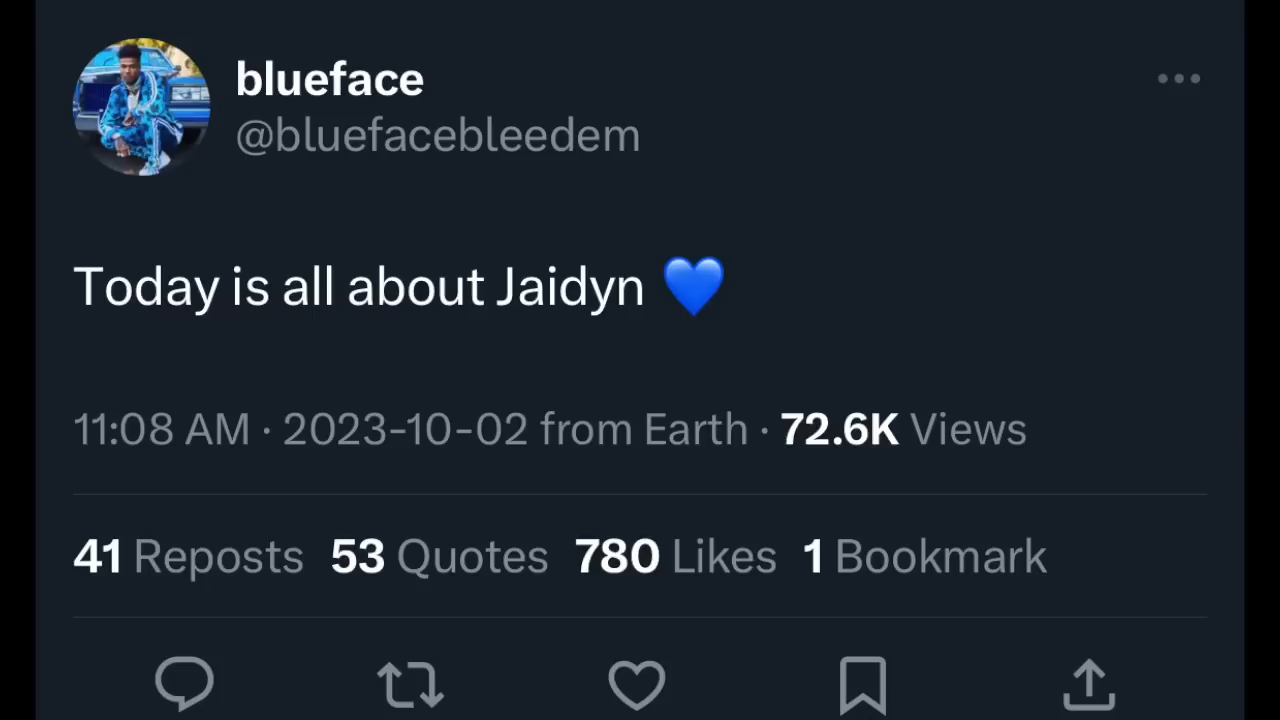 blueface
@bluefacebleedem
Today is all about Jaidyn 💙
11:08 AM · 2023-10-02 from Earth · 72.6K Views
41 Reposts 53 Quotes 780 Likes 1 Bookmark